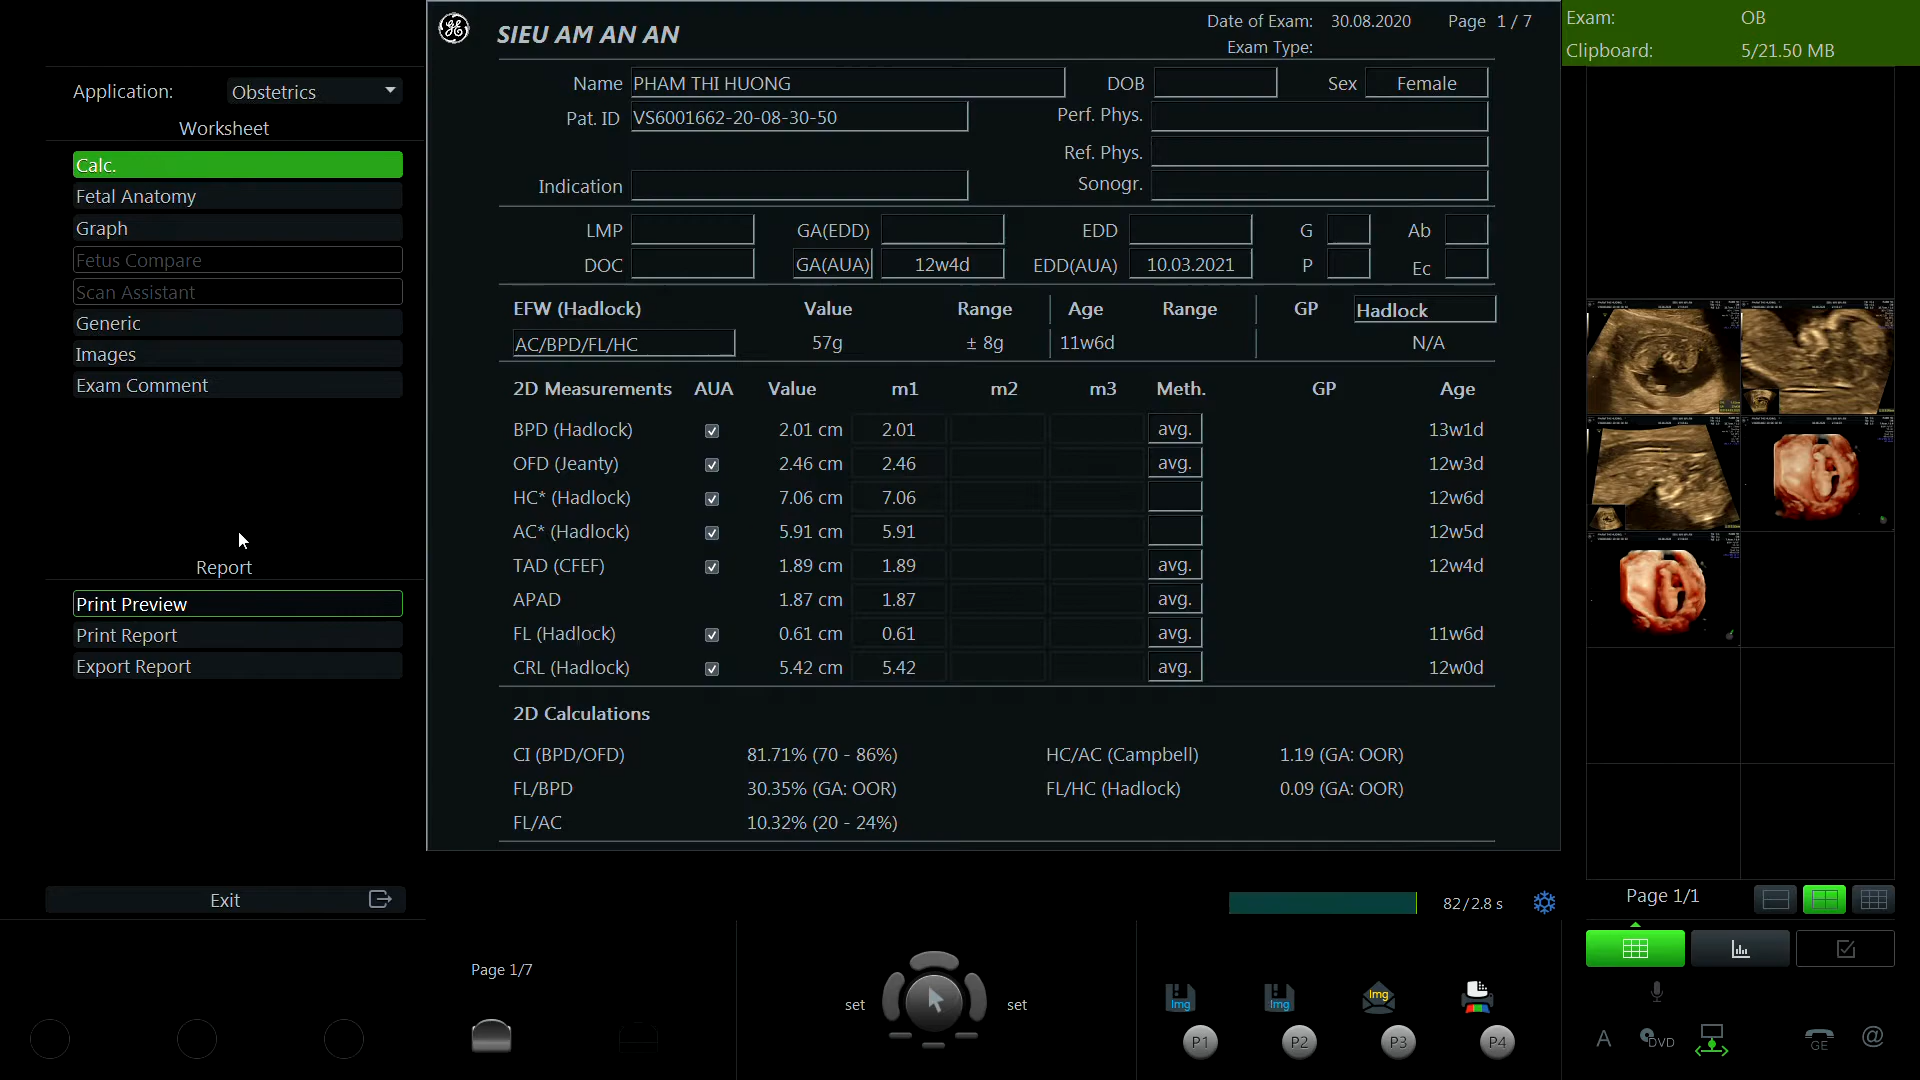 SIEU AM AN AN
Date of Exam: 30.08.2020 Page 1 / 7
Exam Type:
Exam: OB
Clipboard: 5/21.50 MB
Application: Obstetrics
Worksheet
Calc.
Fetal Anatomy
Graph
Fetus Compare
Scan Assistant
Generic
Images
Exam Comment
Report
Print Preview
Print Report
Export Report
Exit
Name PHAM THI HUONG DOB Sex Female
Pat. ID VS6001662-20-08-30-50 Perf. Phys.
Ref. Phys.
Indication Sonogr.
LMP GA(EDD) EDD G Ab
DOC GA(AUA) 12w4d EDD(AUA) 10.03.2021 P Ec
EFW (Hadlock) Value Range Age Range GP Hadlock
AC/BPD/FL/HC 57g ± 8g 11w6d N/A
2D Measurements AUA Value m1 m2 m3 Meth. GP Age
BPD (Hadlock) 2.01 cm 2.01 avg. 13w1d
OFD (Jeanty) 2.46 cm 2.46 avg. 12w3d
HC* (Hadlock) 7.06 cm 7.06 12w6d
AC* (Hadlock) 5.91 cm 5.91 12w5d
TAD (CFEF) 1.89 cm 1.89 avg. 12w4d
APAD 1.87 cm 1.87 avg.
FL (Hadlock) 0.61 cm 0.61 avg. 11w6d
CRL (Hadlock) 5.42 cm 5.42 avg. 12w0d
2D Calculations
CI (BPD/OFD) 81.71% (70 - 86%) HC/AC (Campbell) 1.19 (GA: OOR)
FL/BPD 30.35% (GA: OOR) FL/HC (Hadlock) 0.09 (GA: OOR)
FL/AC 10.32% (20 - 24%)
82/2.8 s
Page 1/1
Page 1/7
set set
Img Img Img
P1 P2 P3 P4
A DVD GE @